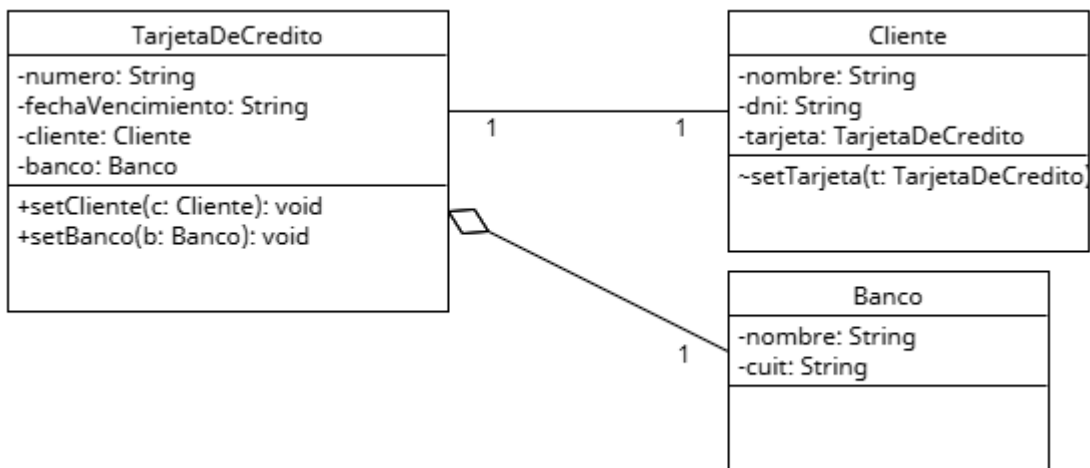 TarjetaDeCredito
-numero: String
-fechaVencimiento: String
-cliente: Cliente
-banco: Banco
+setCliente(c: Cliente): void
+setBanco(b: Banco): void
1
1
Cliente
-nombre: String
-dni: String
-tarjeta: TarjetaDeCredito
~setTarjeta(t: TarjetaDeCredito)
1
Banco
-nombre: String
-cuit: String